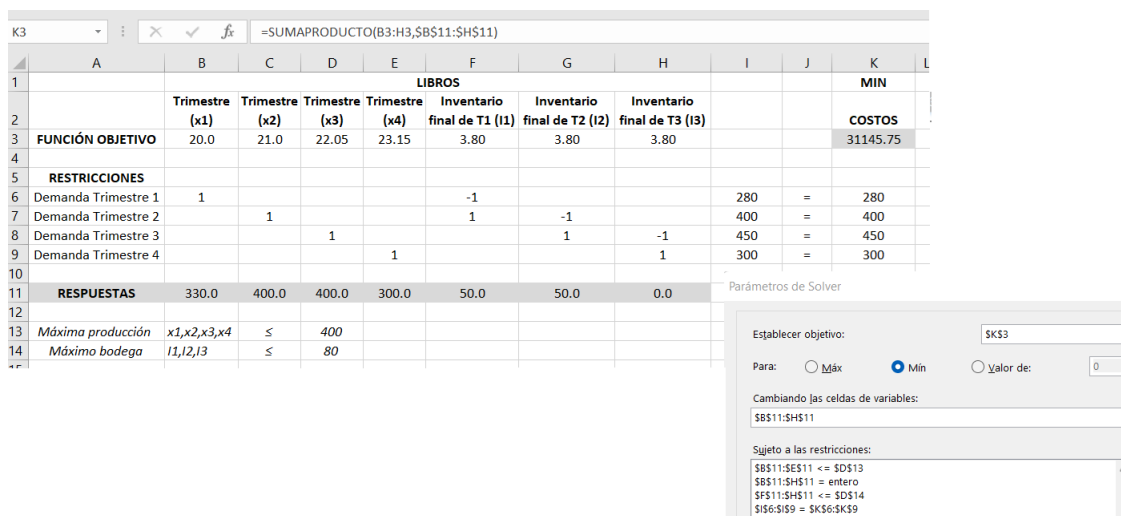 K3 fx =SUMAPRODUCTO(B3:H3,$B$11:$H$11)
A B C D E F G H I J K L
1 LIBROS MIN
Trimestre Trimestre Trimestre Trimestre Inventario Inventario Inventario
2 (x1) (x2) (x3) (x4) final de T1 (I1) final de T2 (I2) final de T3 (I3) COSTOS
3 FUNCIÓN OBJETIVO 20.0 21.0 22.05 23.15 3.80 3.80 3.80 31145.75
4
5 RESTRICCIONES
6 Demanda Trimestre 1 1 -1 280 = 280
7 Demanda Trimestre 2 1 1 -1 400 = 400
8 Demanda Trimestre 3 1 1 -1 450 = 450
9 Demanda Trimestre 4 1 1 300 = 300
10
11 RESPUESTAS 330.0 400.0 400.0 300.0 50.0 50.0 0.0
12
13 Máxima producción x1,x2,x3,x4 ≤ 400
14 Máximo bodega I1,I2,I3 ≤ 80
Parámetros de Solver
Establecer objetivo: $K$3
Para: Máx Mín Valor de: 0
Cambiando las celdas de variables:
$B$11:$H$11
Sujeto a las restricciones:
$B$11:$E$11 <= $D$13
$B$11:$H$11 = entero
$F$11:$H$11 <= $D$14
$I$6:$I$9 = $K$6:$K$9